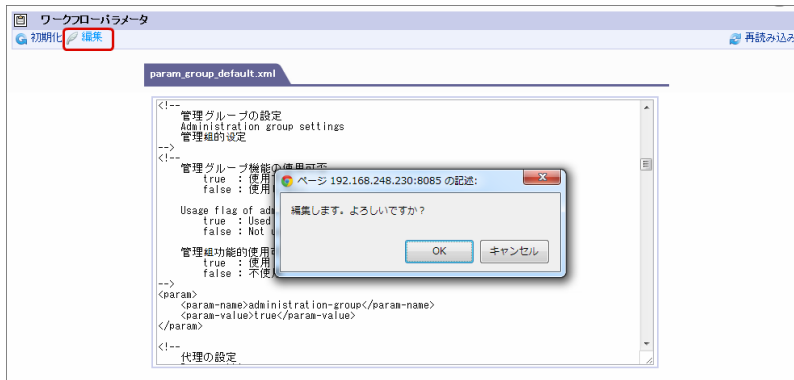 ワークフローパラメータ
初期化 編集 再読み込み
param_group_default.xml
<!--
管理グループの設定
Administration group settings
管理組的设定
-->
<!--
管理グループ機能の使用可否
true : 使用
false : 使用
Usage flag of
true : Used
false : Not
管理組功能的使用
true : 使用
false : 不使
-->
<param>
<param-name>administration-group</param-name>
<param-value>true</param-value>
</param>
<!--
代理の設定
ページ 192.168.248.230:8085 の記述:
編集します。よろしいですか？
OK キャンセル